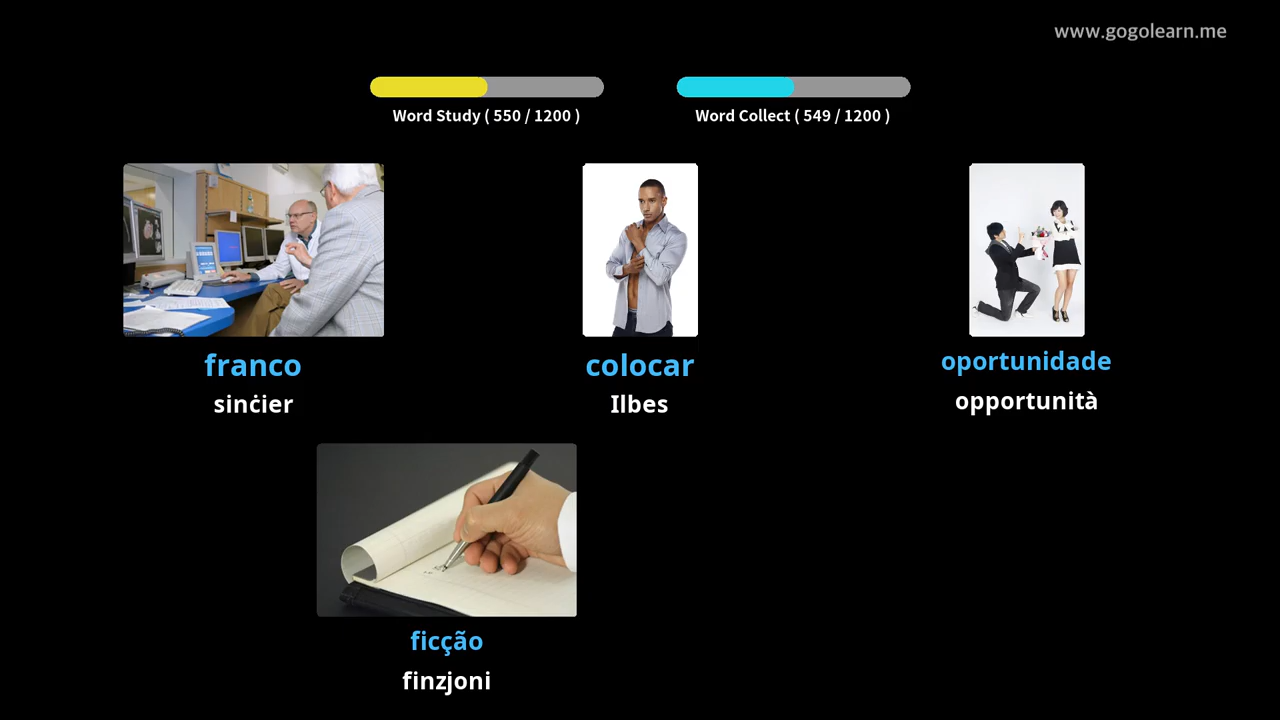 www.gogolearn.me
Word Study ( 550 / 1200 )
Word Collect ( 549 / 1200 )
franco
sinċier
colocar
Ilbes
oportunidade
opportunità
ficção
finzjoni